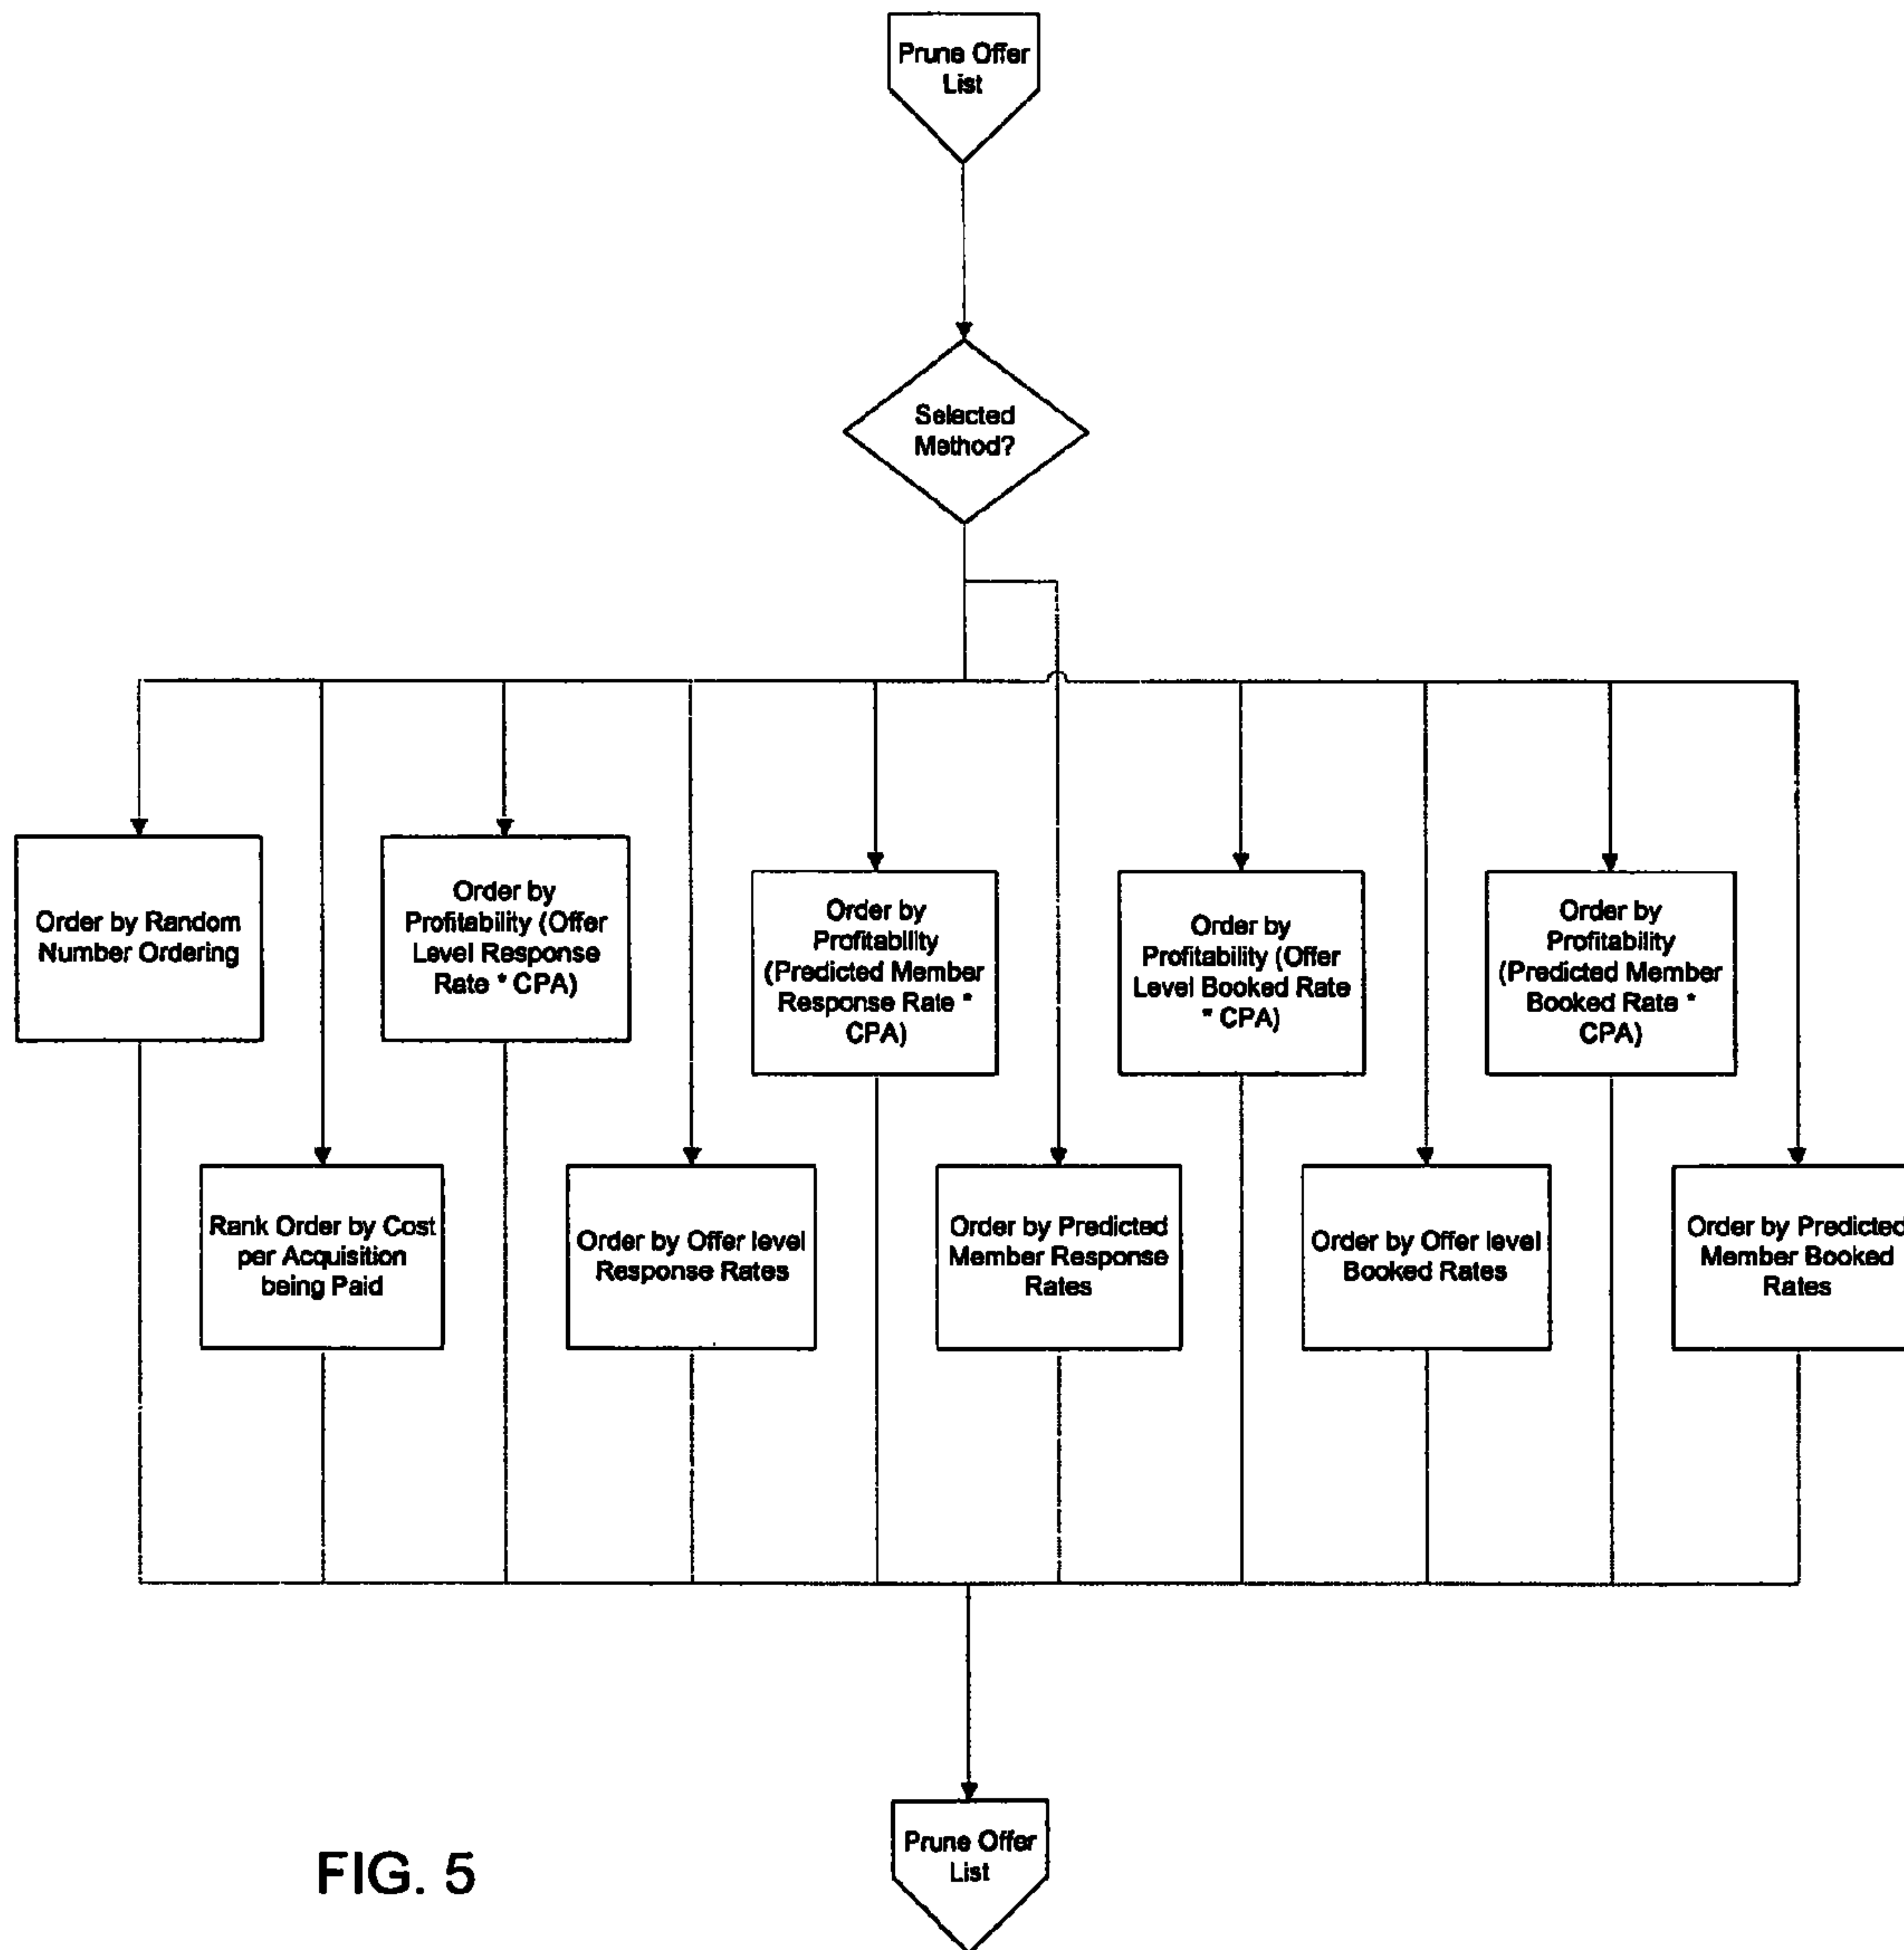 Prune Offer
List
Selected
Method?
Order by Random
Number Ordering
Order by
Profitability (Offer
Level Response
Rate * CPA)
Order by
Profitability
(Predicted Member
Response Rate *
CPA)
Order by
Profitability (Offer
Level Booked Rate
* CPA)
Order by
Profitability
(Predicted Member
Booked Rate *
CPA)
Rank Order by Cost
per Acquisition
being Paid
Order by Offer level
Response Rates
Order by Predicted
Member Response
Rates
Order by Offer level
Booked Rates
Order by Predicted
Member Booked
Rates
Prune Offer
List
FIG. 5